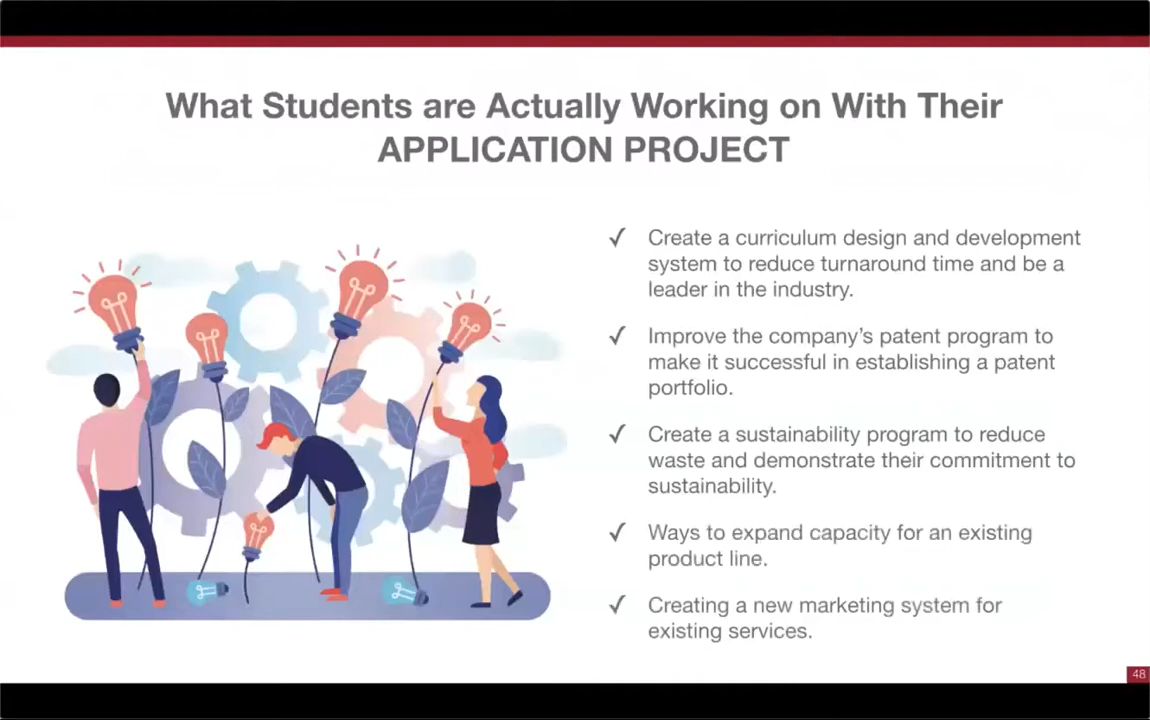 What Students are Actually Working on With Their
APPLICATION PROJECT
✓ Create a curriculum design and development
system to reduce turnaround time and be a
leader in the industry.
✓ Improve the company’s patent program to
make it successful in establishing a patent
portfolio.
✓ Create a sustainability program to reduce
waste and demonstrate their commitment to
sustainability.
✓ Ways to expand capacity for an existing
product line.
✓ Creating a new marketing system for
existing services.
48